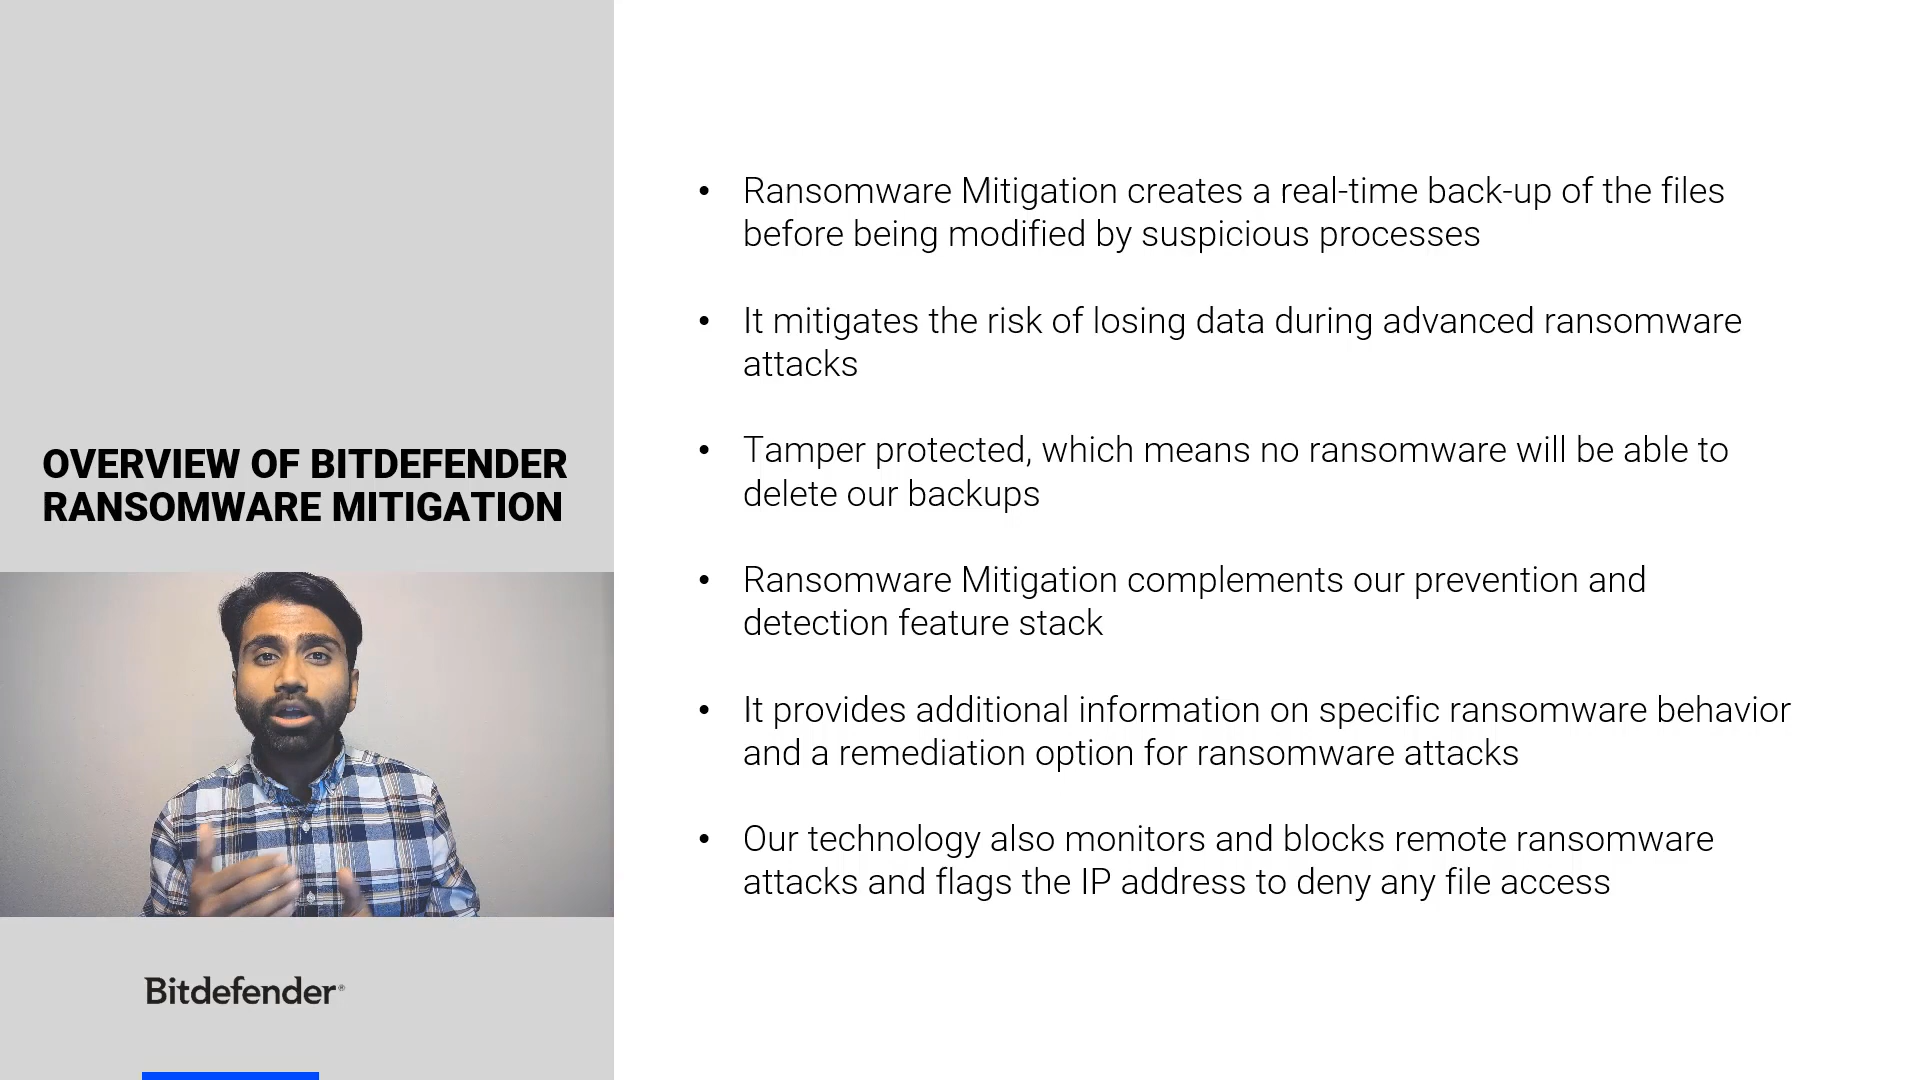 OVERVIEW OF BITDEFENDER
RANSOMWARE MITIGATION
Bitdefender®
• Ransomware Mitigation creates a real-time back-up of the files
before being modified by suspicious processes
• It mitigates the risk of losing data during advanced ransomware
attacks
• Tamper protected, which means no ransomware will be able to
delete our backups
• Ransomware Mitigation complements our prevention and
detection feature stack
• It provides additional information on specific ransomware behavior
and a remediation option for ransomware attacks
• Our technology also monitors and blocks remote ransomware
attacks and flags the IP address to deny any file access